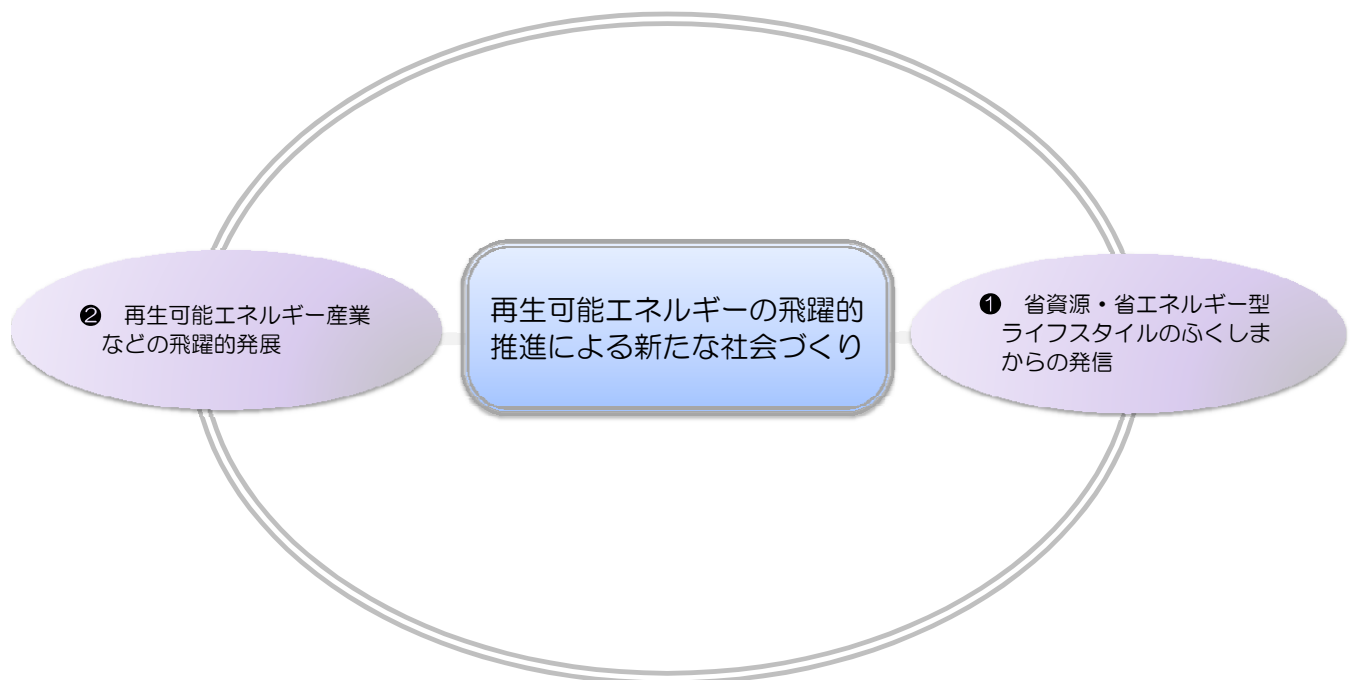 再生可能エネルギーの飛躍的
推進による新たな社会づくり
❶　省資源・省エネルギー型
ライフスタイルのふくしま
からの発信
❷　再生可能エネルギー産業
などの飛躍的発展